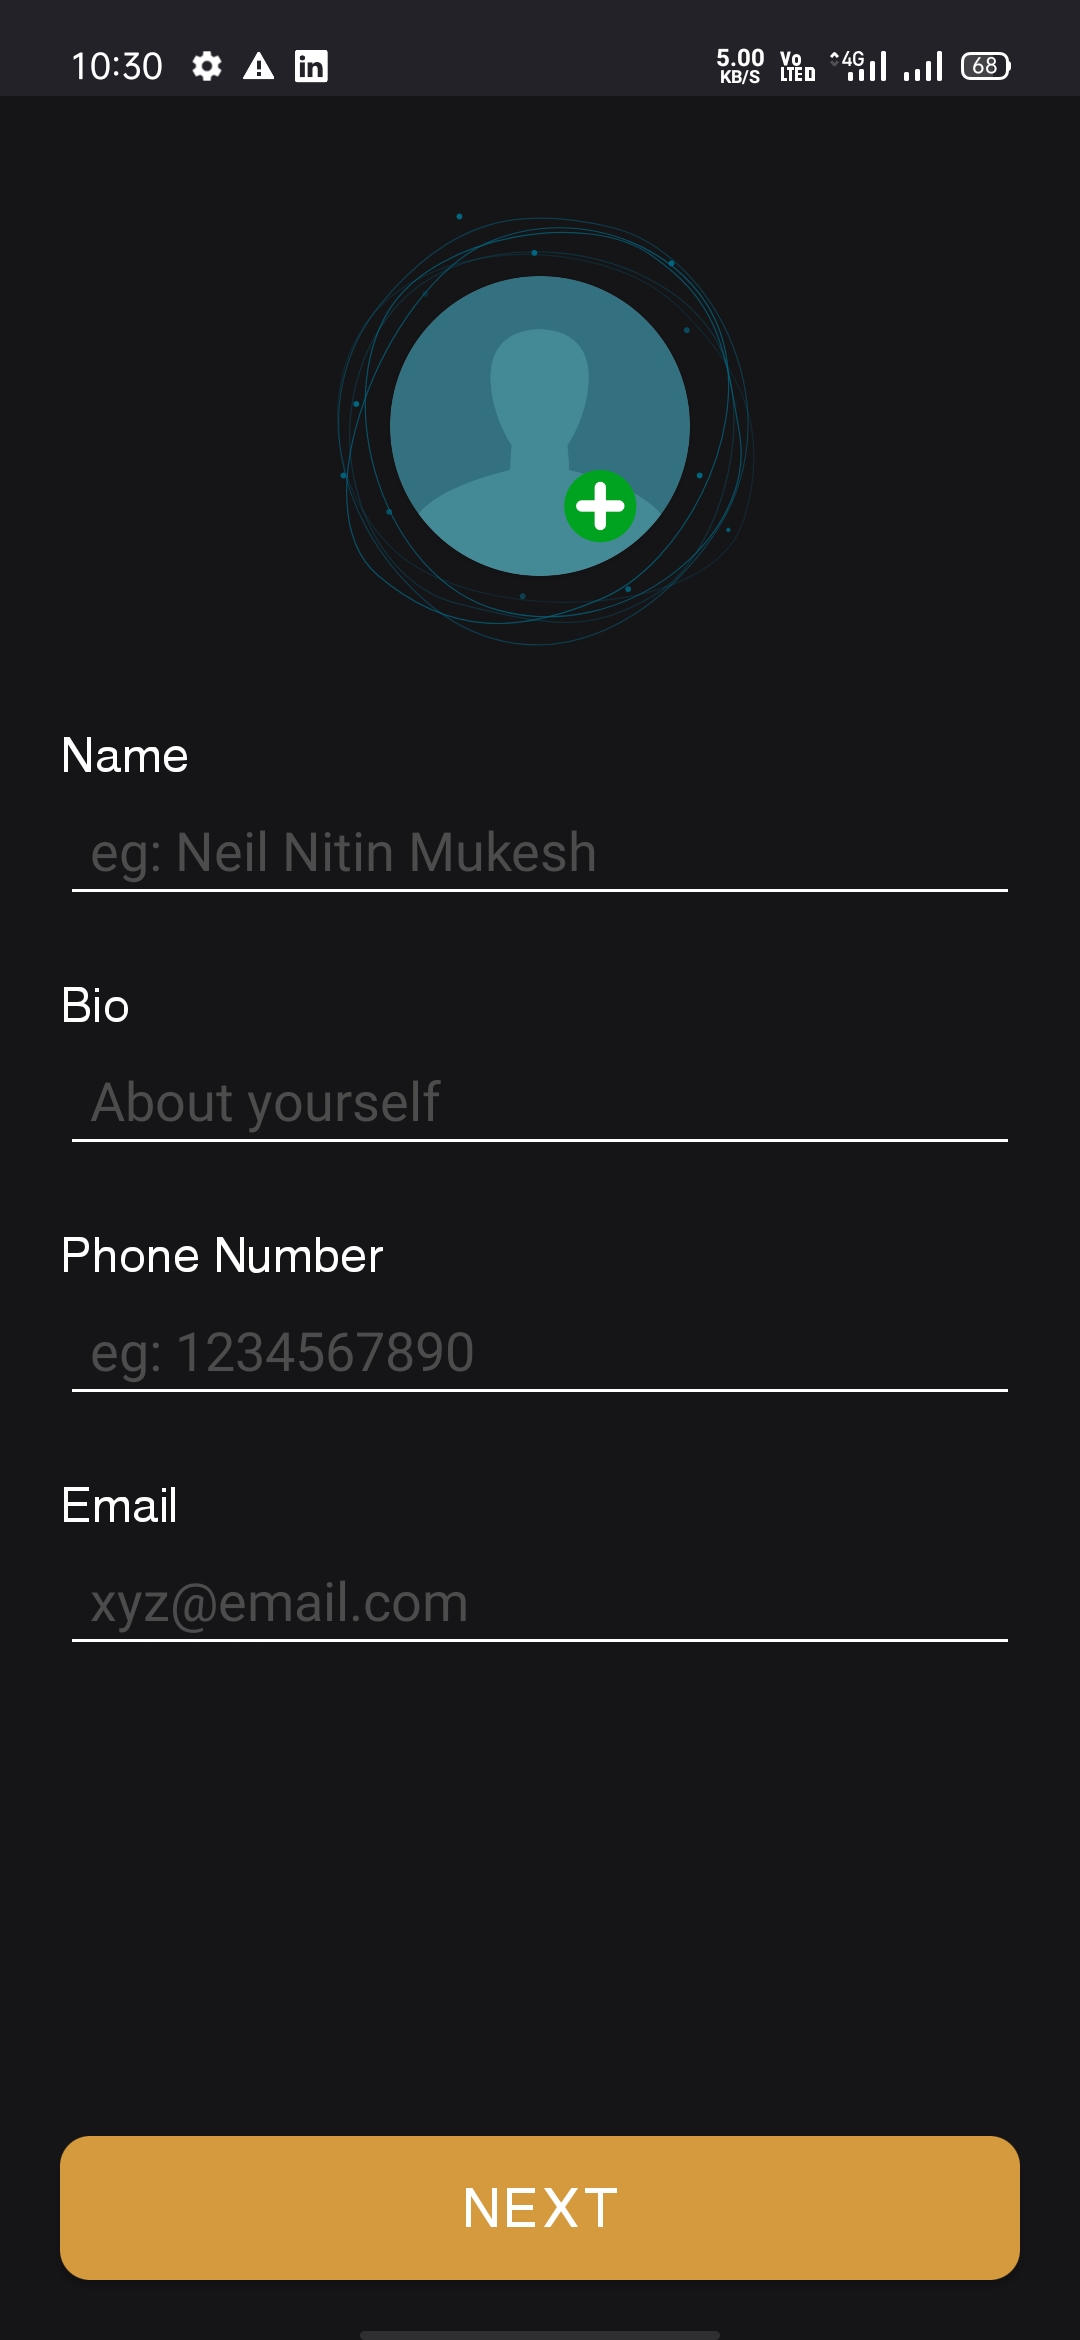 10:30 in 5.00 KB/S Vo LTE 4G 68
Name
eg: Neil Nitin Mukesh
Bio
About yourself
Phone Number
eg: 1234567890
Email
xyz@email.com
NEXT